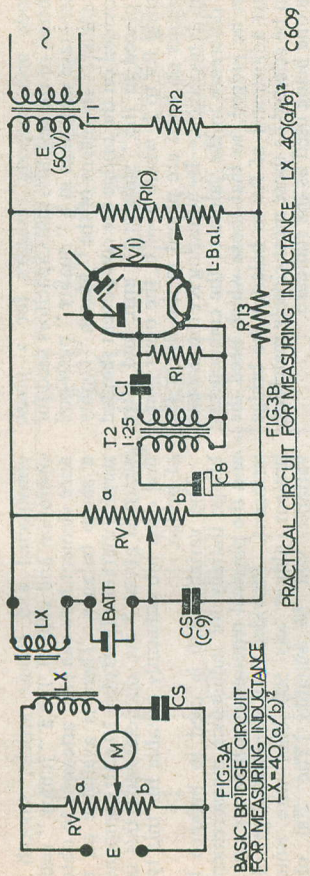 RV
a
b
E
M
LX
CS
FIG.3A
BASIC BRIDGE CIRCUIT
FOR MEASURING INDUCTANCE
LX=40(a/b)²
LX
BATT
CS
(C9)
RV
a
b
C8
T2
1:25
C1
R1
M
(V1)
(R10)
L·Bal.
R12
R13
E
(50V)
T1
~
FIG.3B
PRACTICAL CIRCUIT FOR MEASURING INDUCTANCE LX 40(a/b)²
C609